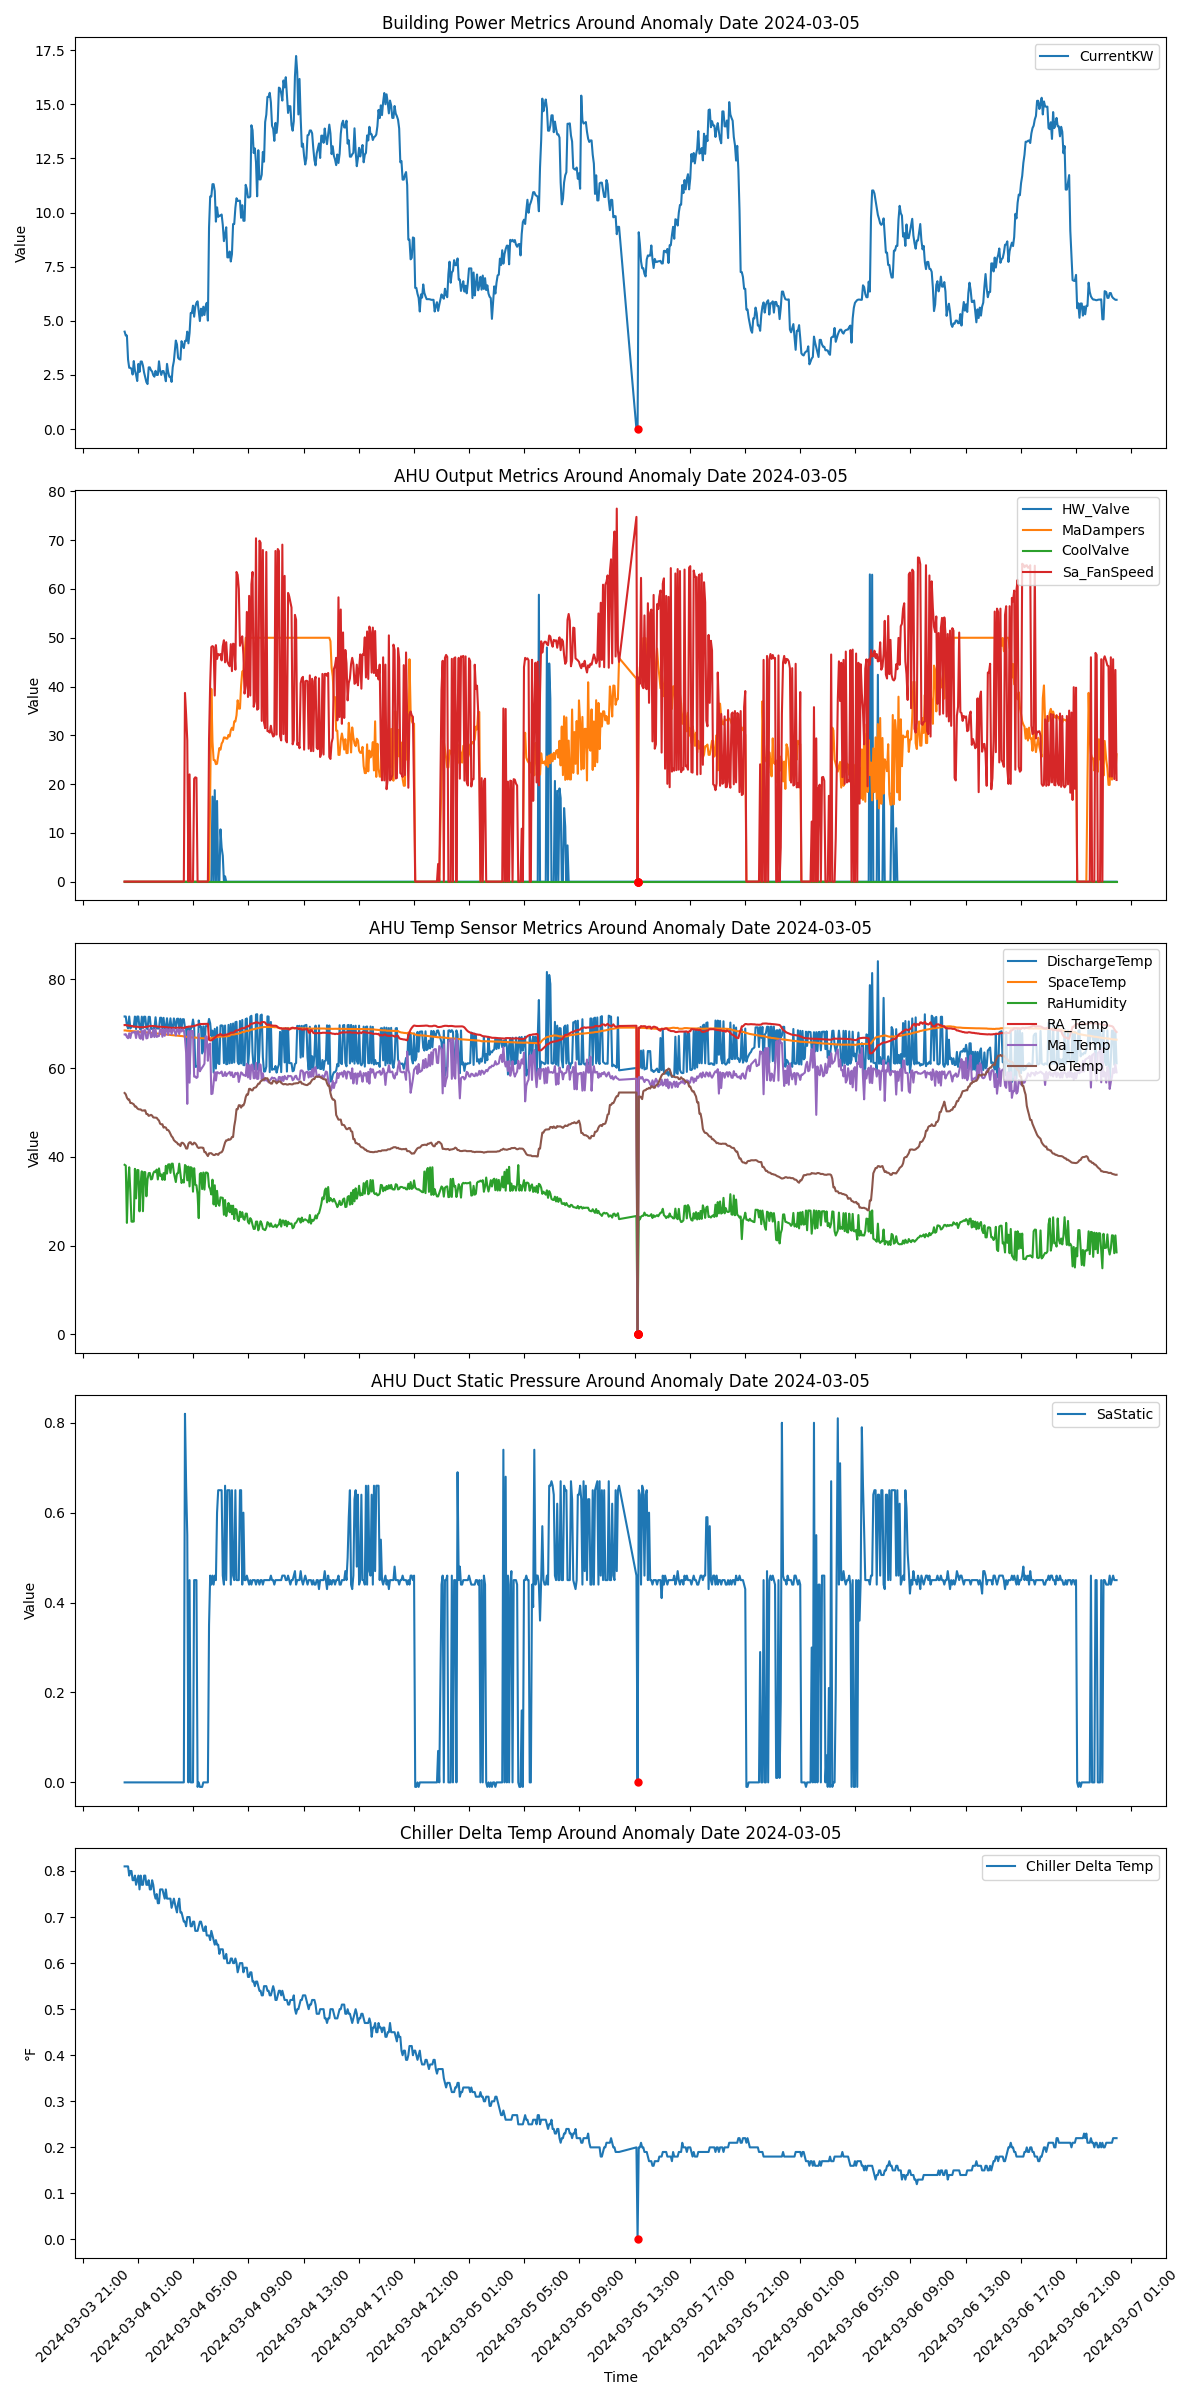 Building Power Metrics Around Anomaly Date 2024-03-05
17.5
15.0
12.5
10.0
7.5
5.0
2.5
0.0
Value
CurrentKW
AHU Output Metrics Around Anomaly Date 2024-03-05
80
70
60
50
40
30
20
10
0
Value
HW_Valve
MaDampers
CoolValve
Sa_FanSpeed
AHU Temp Sensor Metrics Around Anomaly Date 2024-03-05
80
60
40
20
0
Value
DischargeTemp
SpaceTemp
RaHumidity
RA_Temp
Ma_Temp
OaTemp
AHU Duct Static Pressure Around Anomaly Date 2024-03-05
0.8
0.6
0.4
0.2
0.0
Value
SaStatic
Chiller Delta Temp Around Anomaly Date 2024-03-05
0.8
0.7
0.6
0.5
0.4
0.3
0.2
0.1
0.0
°F
Chiller Delta Temp
2024-03-03 21:00
2024-03-04 01:00
2024-03-04 05:00
2024-03-04 09:00
2024-03-04 13:00
2024-03-04 17:00
2024-03-04 21:00
2024-03-05 01:00
2024-03-05 05:00
2024-03-05 09:00
2024-03-05 13:00
2024-03-05 17:00
2024-03-05 21:00
2024-03-06 01:00
2024-03-06 05:00
2024-03-06 09:00
2024-03-06 13:00
2024-03-06 17:00
2024-03-06 21:00
2024-03-07 01:00
Time